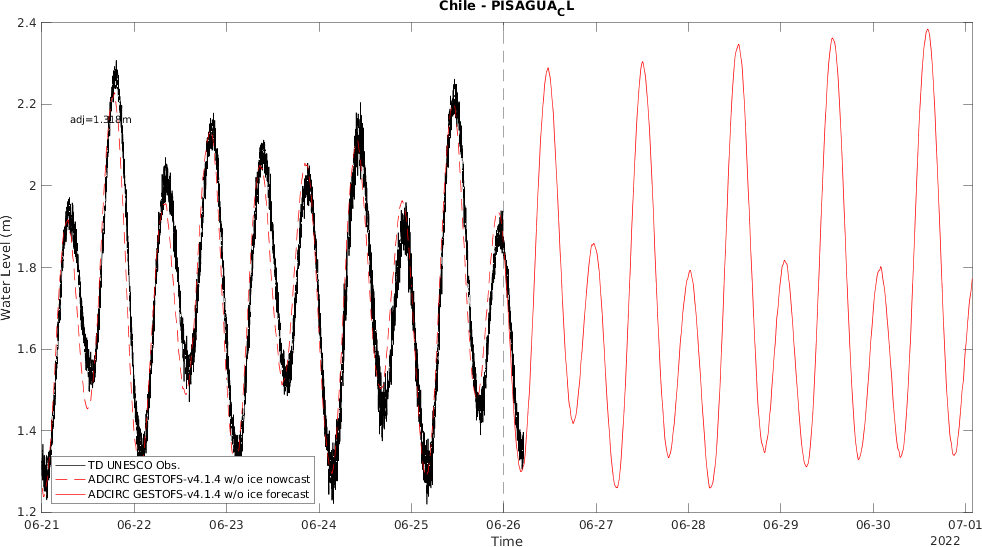 Chile - PISAGUA_CL
2.4
2.2
2
1.8
1.6
1.4
1.2
Water Level (m)
adj=1.318m
TD UNESCO Obs.
ADCIRC GESTOFS-v4.1.4 w/o ice nowcast
ADCIRC GESTOFS-v4.1.4 w/o ice forecast
06-21 06-22 06-23 06-24 06-25 06-26 06-27 06-28 06-29 06-30 07-01
Time
2022